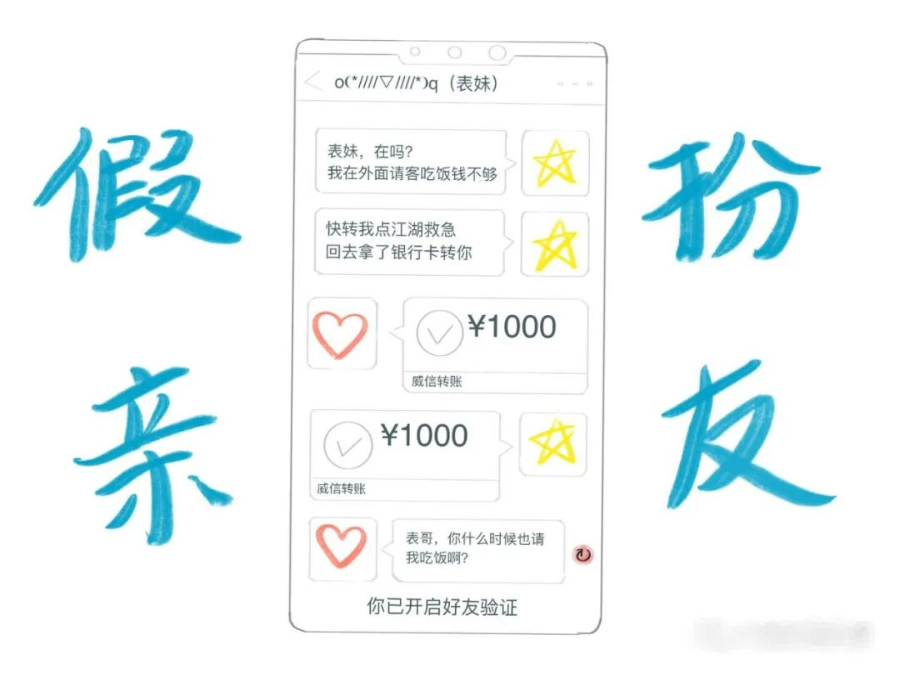 假扮
亲友
o(*////▽////*)q（表妹）
表妹，在吗？
我在外面请客吃饭钱不够
快转我点江湖救急
回去拿了银行卡转你
¥1000
威信转账
¥1000
威信转账
表哥，你什么时候也请
我吃饭啊？
你已开启好友验证